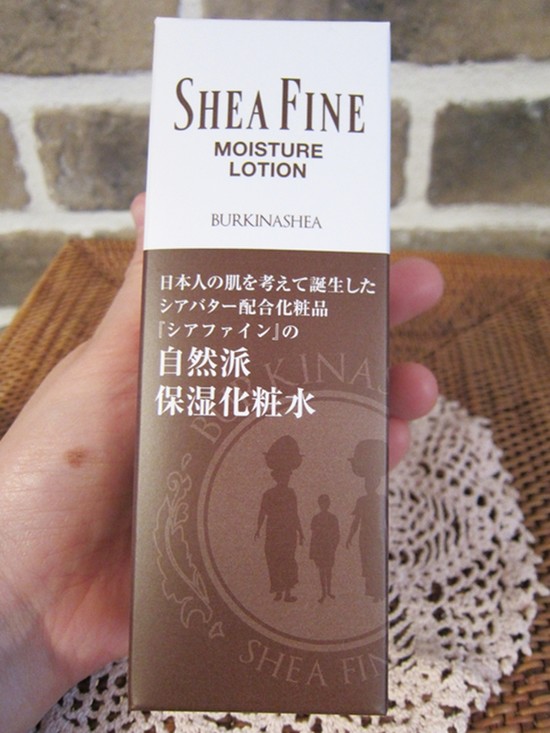 SHEA FINE
MOISTURE
LOTION
BURKINASHEA
日本人の肌を考えて誕生した
シアバター配合化粧品
『シアファイン』の
自然派
保湿化粧水
BURKINAS
SHEA FIN